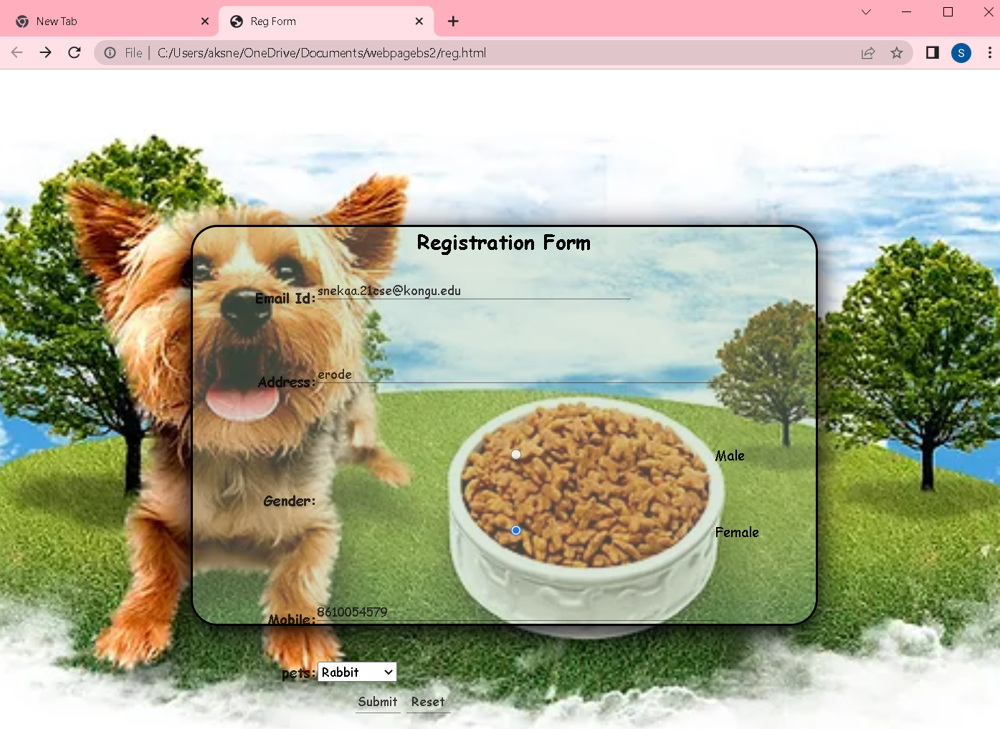 New Tab
Reg Form
File | C:/Users/aksne/OneDrive/Documents/webpagebs2/reg.html
S
Registration Form
Email Id: snekaa.21cse@kongu.edu
Address: erode
Male
Gender:
Female
Mobile: 8610054579
pets: Rabbit
Submit Reset